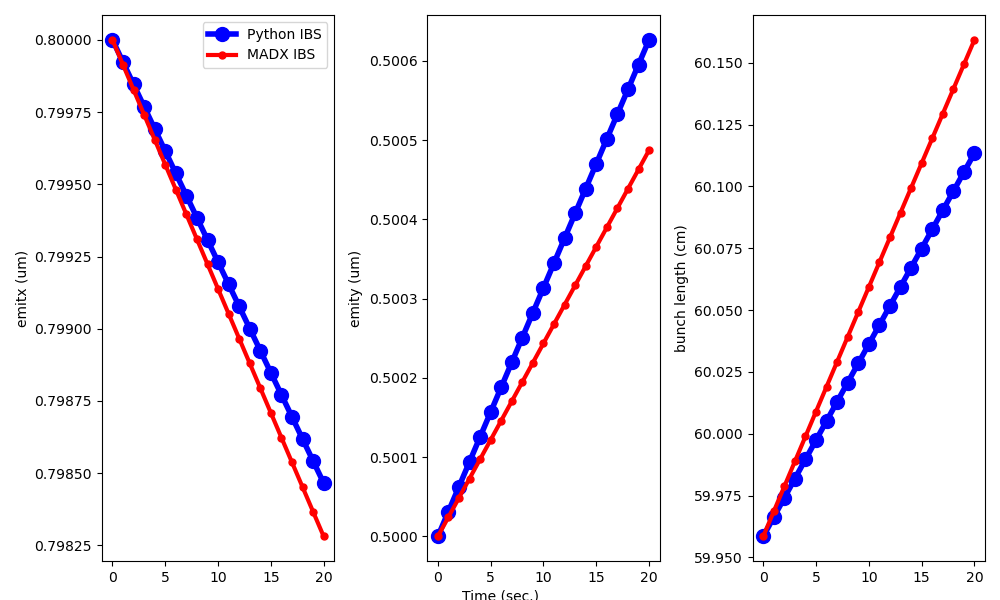 Python IBS
MADX IBS
emitx (um)
0.80000
0.79975
0.79950
0.79925
0.79900
0.79875
0.79850
0.79825
0 5 10 15 20
emity (um)
0.5006
0.5005
0.5004
0.5003
0.5002
0.5001
0.5000
0 5 10 15 20
Time (sec.)
bunch length (cm)
60.150
60.125
60.100
60.075
60.050
60.025
60.000
59.975
59.950
0 5 10 15 20